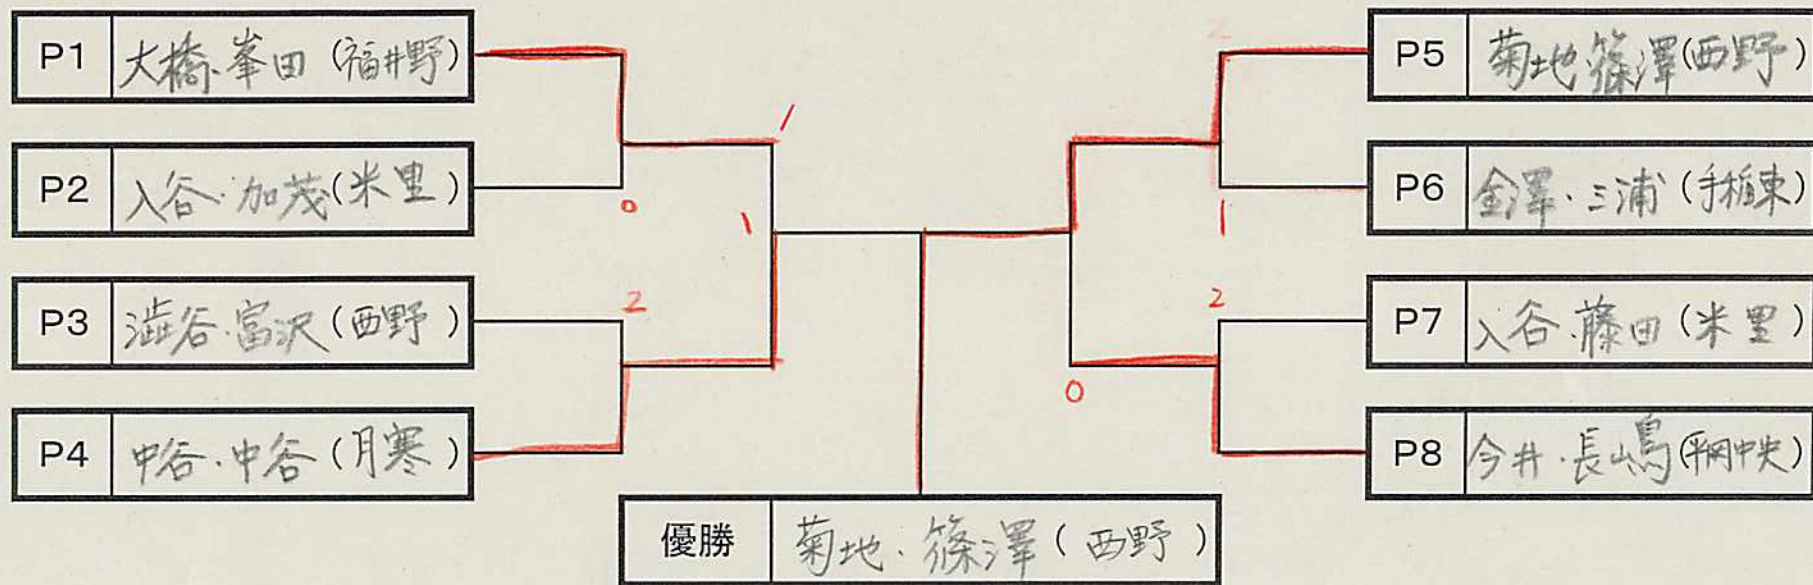 P1 大橋・峯田 (福井野)
P2 入谷・加茂 (米里)
P3 澁谷・富沢 (西野)
P4 中谷・中谷 (月寒)
P5 菊地・篠澤 (西野)
P6 金澤・三浦 (手稲東)
P7 入谷・藤田 (米里)
P8 今井・長嶋 (平岡中央)
1
0
1
2
2
1
2
0
優勝 菊地・篠澤 (西野)